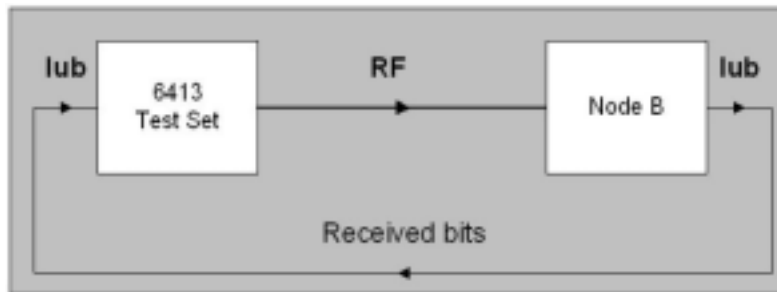 Iub
6413
Test Set
RF
Node B
Iub
Received bits